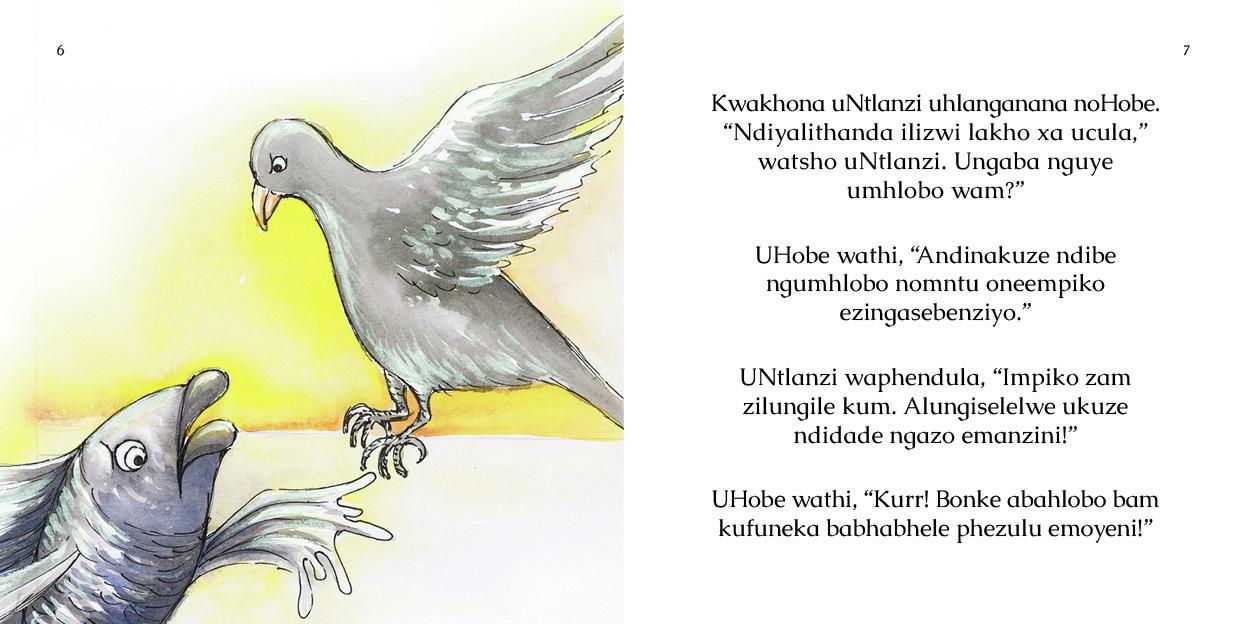 6
7
Kwakhona uNtlanzi uhlanganana noHobe.
“Ndiyalithanda ilizwi lakho xa ucula,”
watsho uNtlanzi. Ungaba nguye
umhlobo wam?”
UHobe wathi, “Andinakuze ndibe
ngumhlobo nomntu oneempiko
ezingasebenziyo.”
UNtlanzi waphendula, “Impiko zam
zilungile kum. Alungiselelwe ukuze
ndidade ngazo emanzini!”
UHobe wathi, “Kurr! Bonke abahlobo bam
kufuneka babhabhele phezulu emoyeni!”